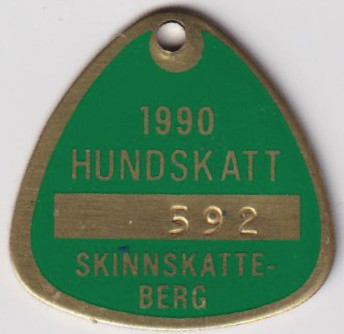 1990
HUNDSKATT
592
SKINNSKATTE-
BERG